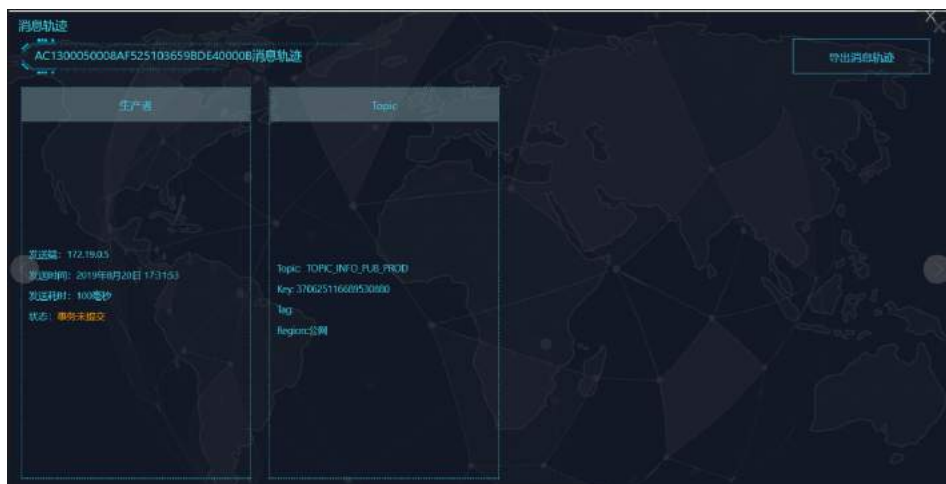 消息轨迹
AC1300050008AF525103659BDE40000B消息轨迹
导出消息轨迹
生产者
Topic
发送端：172.19.0.5
发送时间：2019年8月20日 17:31:53
发送耗时：100毫秒
状态：事务未提交
Topic: TOPIC_INFO_PUB_PROD
Key: 370625116689530880
Tag:
Region:公网